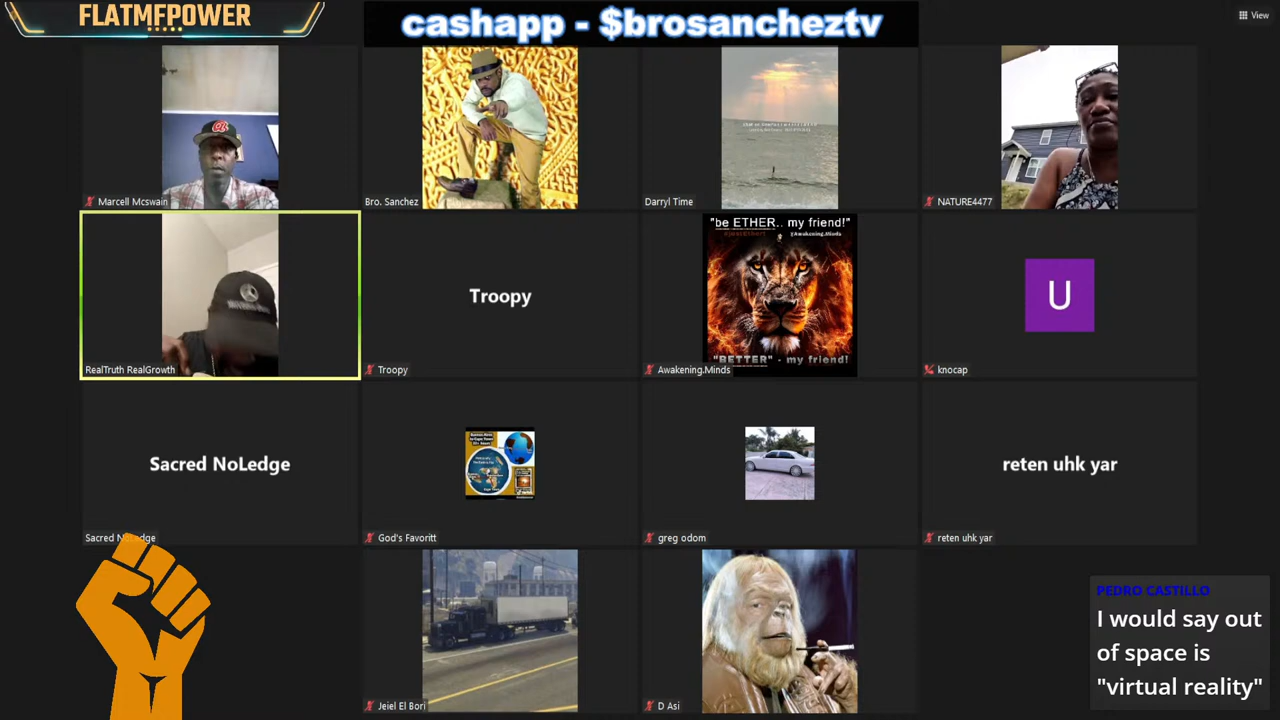 FLATMFPOWER
cashapp - $brosancheztv
View
Marcell Mcswain
Bro. Sanchez
Darryl Time
NATURE4477
RealTruth RealGrowth
Troopy
Troopy
"be ETHER.. my friend!"
@Awakening.Minds
"BETTER" - my friend!
Awakening.Minds
U
knocap
Sacred NoLedge
Sacred NoLedge
God's Favoritt
greg odom
reten uhk yar
reten uhk yar
Jeiel El Bori
D Asi
PEDRO CASTILLO
I would say out
of space is
"virtual reality"